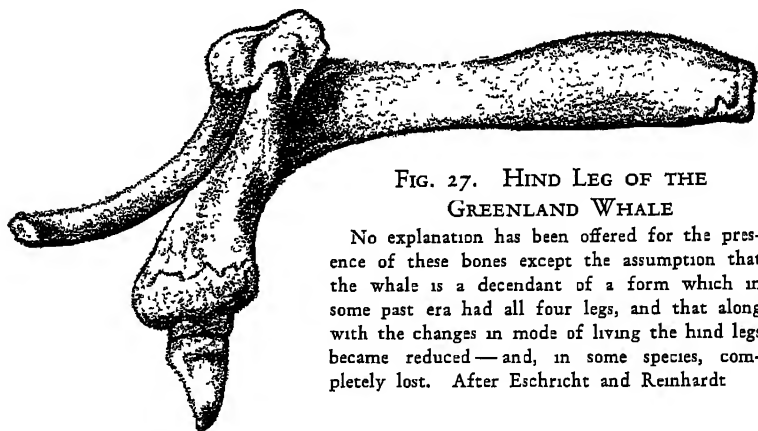 FIG. 27. HIND LEG OF THE
GREENLAND WHALE
No explanation has been offered for the pres-
ence of these bones except the assumption that
the whale is a decendant of a form which in
some past era had all four legs, and that along
with the changes in mode of living the hind legs
became reduced — and, in some species, com-
pletely lost. After Eschricht and Reinhardt